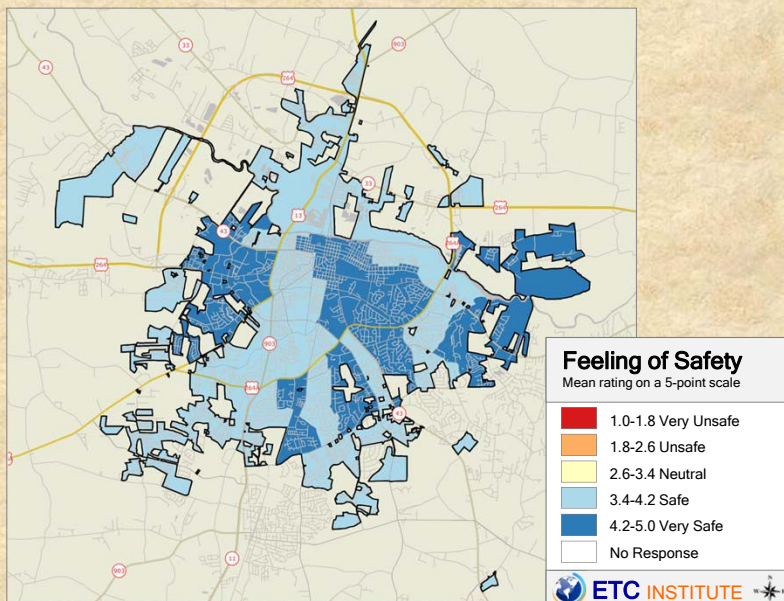 33
903
43
264
33
264
13
43
264A
264
903
264A
43
11
903
Feeling of Safety
Mean rating on a 5-point scale
1.0-1.8 Very Unsafe
1.8-2.6 Unsafe
2.6-3.4 Neutral
3.4-4.2 Safe
4.2-5.0 Very Safe
No Response
ETC INSTITUTE